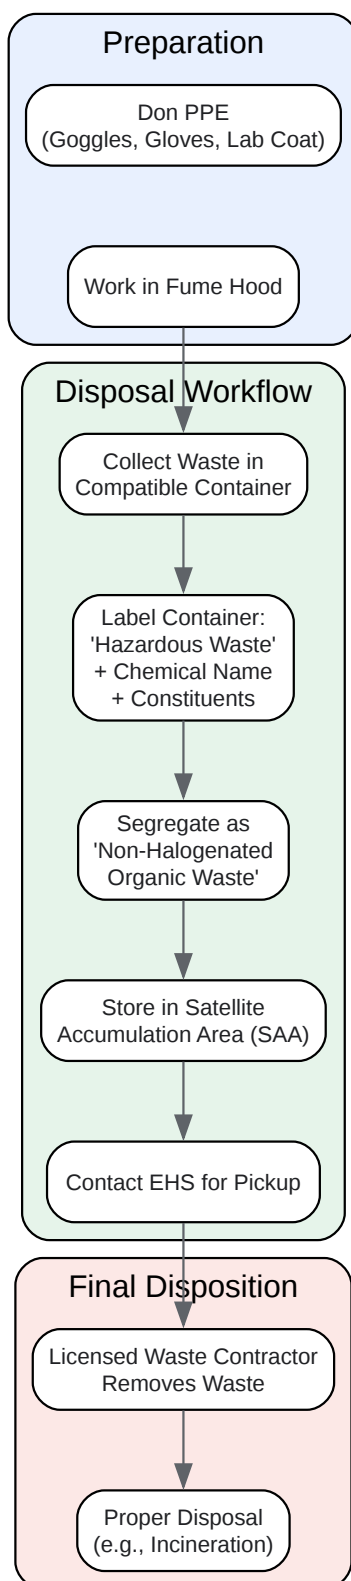 Preparation
Don PPE
(Goggles, Gloves, Lab Coat)
Work in Fume Hood
Disposal Workflow
Collect Waste in
Compatible Container
Label Container:
'Hazardous Waste'
+ Chemical Name
+ Constituents
Segregate as
'Non-Halogenated
Organic Waste'
Store in Satellite
Accumulation Area (SAA)
Contact EHS for Pickup
Final Disposition
Licensed Waste Contractor
Removes Waste
Proper Disposal
(e.g., Incineration)